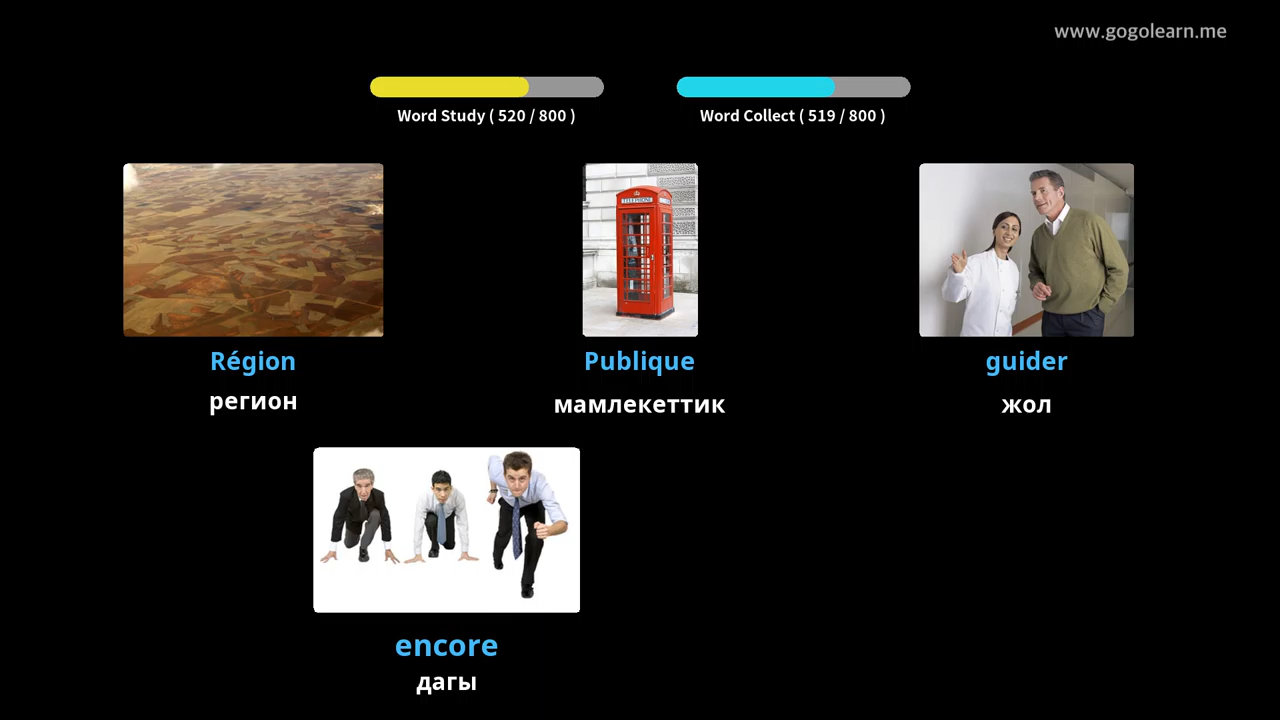 www.gogolearn.me
Word Study ( 520 / 800 )
Word Collect ( 519 / 800 )
TELEPHONE
Région
Publique
guider
регион
мамлекеттик
жол
encore
дагы